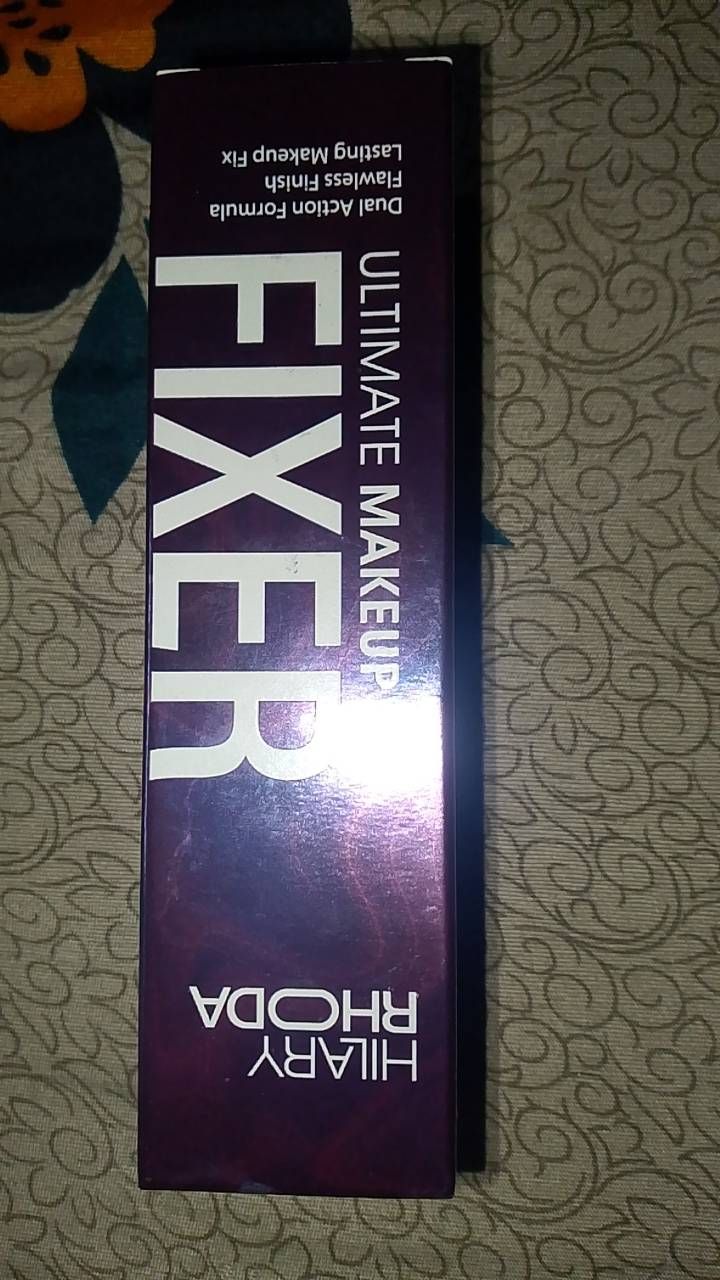 HILARY
RHODA
ULTIMATE MAKEUP
FIXER
Dual Action Formula
Flawless Finish
Lasting Makeup Fix